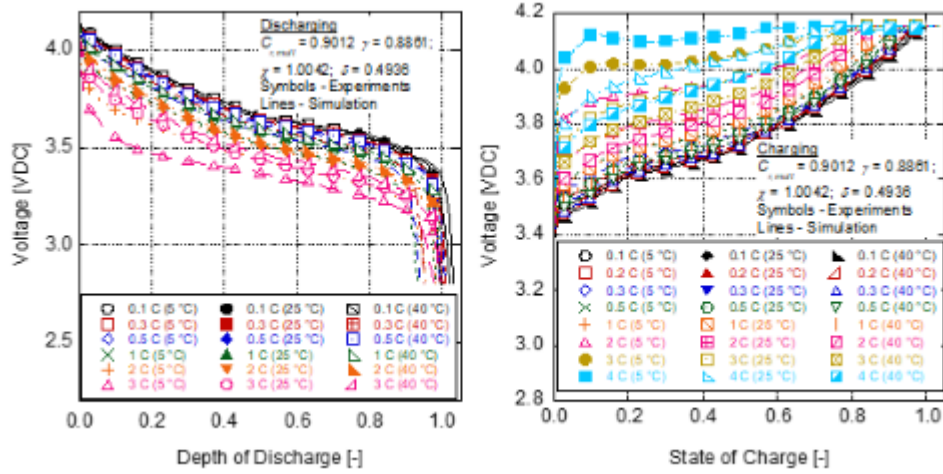 Discharging
C = 0.9012 γ = 0.8861;
χ = 1.0042; δ = 0.4936
Symbols - Experiments
Lines - Simulation
Voltage [VDC]
4.0
3.5
3.0
2.5
0.1 C (5 °C) 0.1 C (25 °C) 0.1 C (40 °C)
0.3 C (5 °C) 0.3 C (25 °C) 0.3 C (40 °C)
0.5 C (5 °C) 0.5 C (25 °C) 0.5 C (40 °C)
1 C (5 °C) 1 C (25 °C) 1 C (40 °C)
2 C (5 °C) 2 C (25 °C) 2 C (40 °C)
3 C (5 °C) 3 C (25 °C) 3 C (40 °C)
0.0 0.2 0.4 0.6 0.8 1.0
Depth of Discharge [-]
Voltage [VDC]
4.2
4.0
3.8
3.6
3.4
3.2
3.0
2.8
Charging
C = 0.9012 γ = 0.8861;
χ = 1.0042; δ = 0.4936
Symbols - Experiments
Lines - Simulation
0.1 C (5 °C) 0.1 C (25 °C) 0.1 C (40 °C)
0.2 C (5 °C) 0.2 C (25 °C) 0.2 C (40 °C)
0.3 C (5 °C) 0.3 C (25 °C) 0.3 C (40 °C)
0.5 C (5 °C) 0.5 C (25 °C) 0.5 C (40 °C)
1 C (5 °C) 1 C (25 °C) 1 C (40 °C)
2 C (5 °C) 2 C (25 °C) 2 C (40 °C)
3 C (5 °C) 3 C (25 °C) 3 C (40 °C)
4 C (5 °C) 4 C (25 °C) 4 C (40 °C)
0.0 0.2 0.4 0.6 0.8 1.0
State of Charge [-]